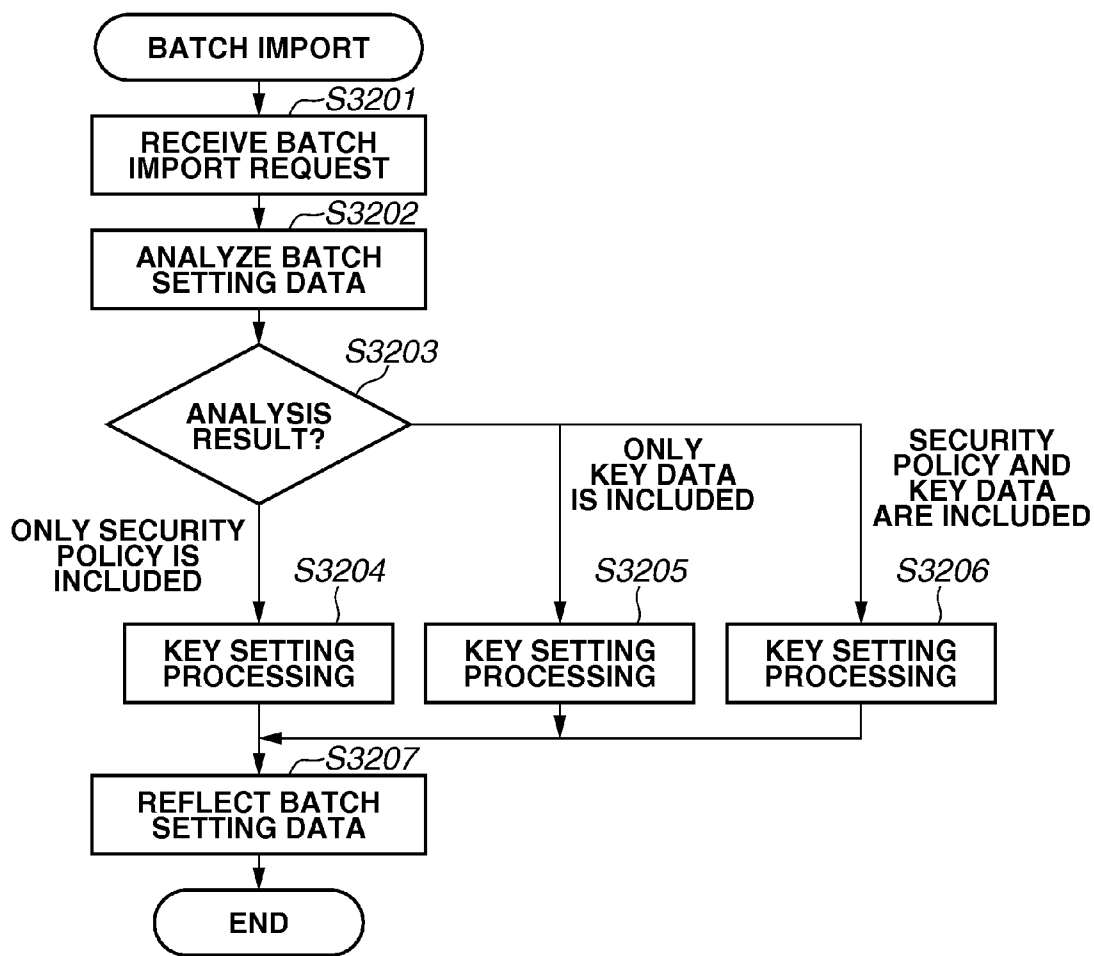 BATCH IMPORT
S3201
RECEIVE BATCH
IMPORT REQUEST
S3202
ANALYZE BATCH
SETTING DATA
S3203
ANALYSIS
RESULT?
ONLY SECURITY
POLICY IS
INCLUDED
ONLY
KEY DATA
IS INCLUDED
SECURITY
POLICY AND
KEY DATA
ARE INCLUDED
S3204
KEY SETTING
PROCESSING
S3205
KEY SETTING
PROCESSING
S3206
KEY SETTING
PROCESSING
S3207
REFLECT BATCH
SETTING DATA
END